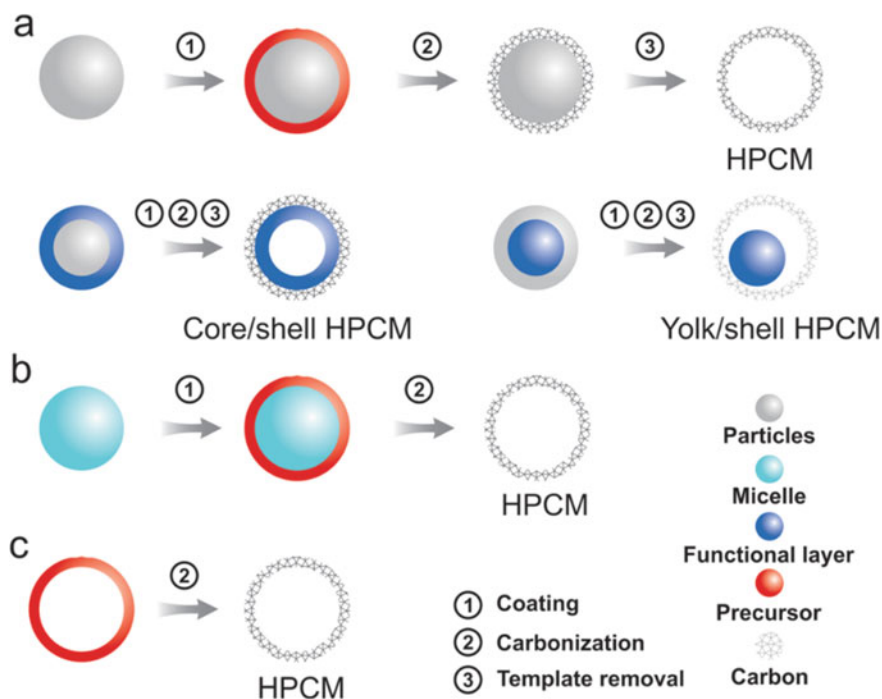 a
① ② ③
HPCM
①②③ ①②③
Core/shell HPCM
Yolk/shell HPCM
b
① ②
HPCM
c
②
HPCM
① Coating
② Carbonization
③ Template removal
Particles
Micelle
Functional layer
Precursor
Carbon